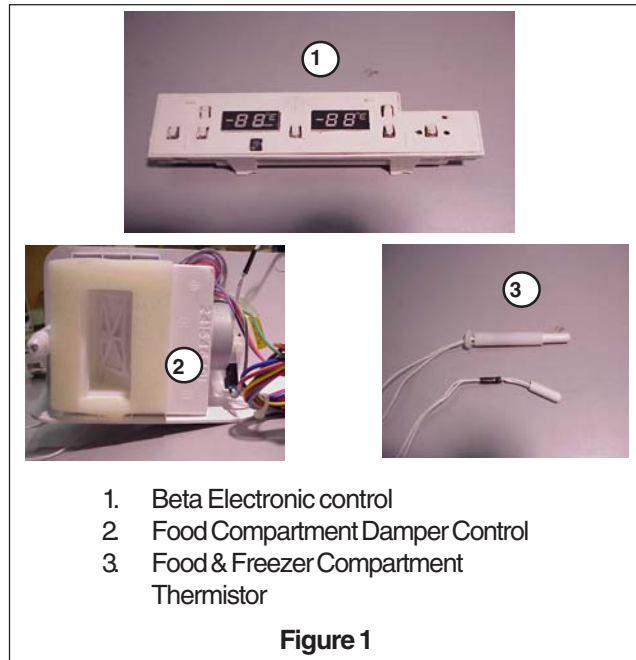 1
-88°C -88°C
2
3
1. Beta Electronic control
2. Food Compartment Damper Control
3. Food & Freezer Compartment
Thermistor
Figure 1